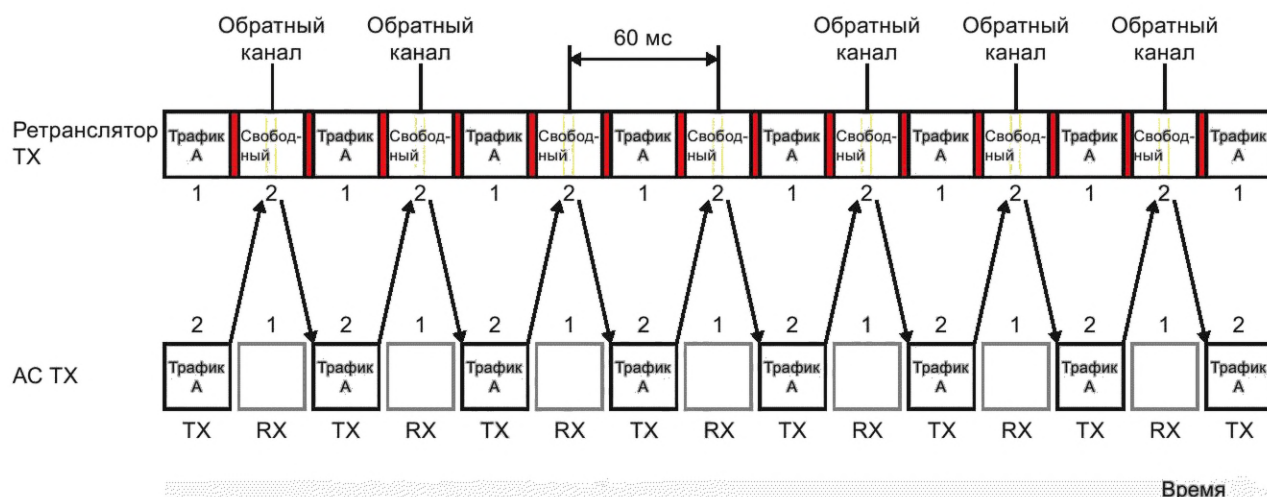 Обратный Обратный Обратный Обратный Обратный
канал канал 60 мс канал канал канал
Ретранслятор Трафик Свобод- Трафик Свобод- Трафик Свобод- Трафик Свобод- Трафик Свобод- Трафик Свобод- Трафик Свобод- Трафик
TX А ный А ный А ный А ный А ный А ный А ный А
1 2 1 2 1 2 1 2 1 2 1 2 1 2 1
2 1 2 1 2 1 2 1 2 1 2 1 2 1 2
Трафик Трафик Трафик Трафик Трафик Трафик Трафик Трафик
АС TX А А А А А А А А
TX RX TX RX TX RX TX RX TX RX TX RX TX RX TX
Время